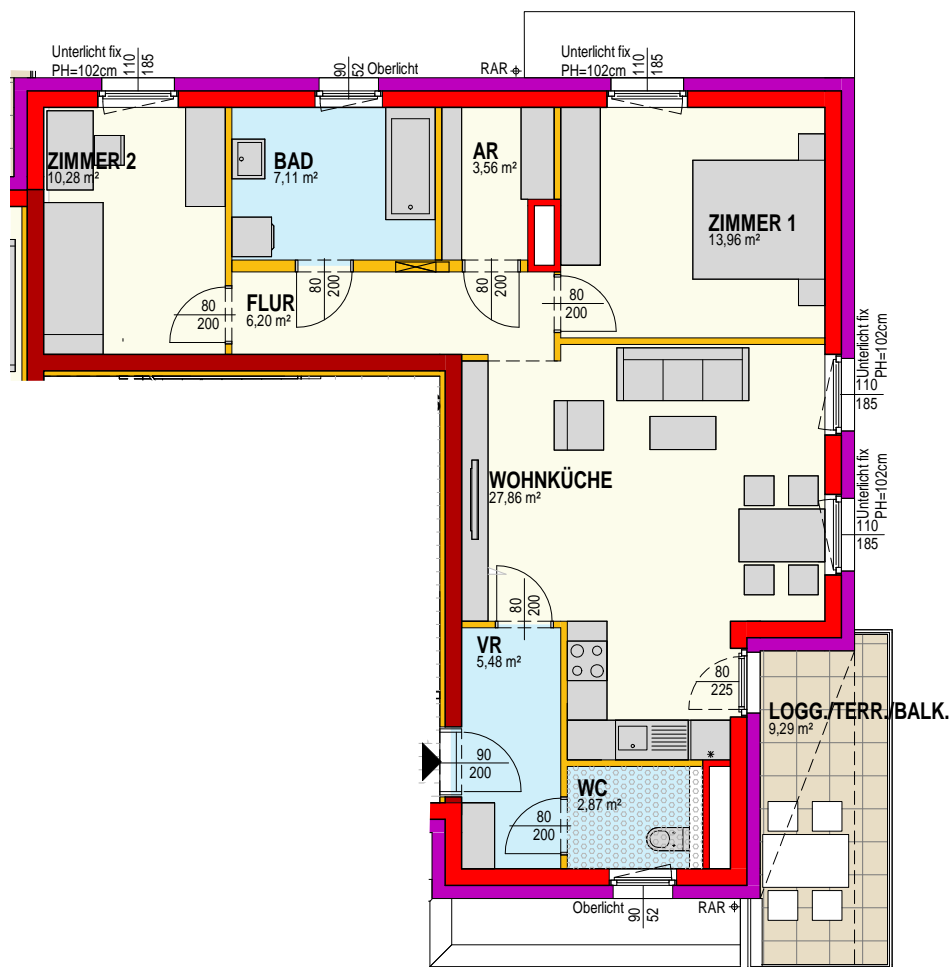 Unterlicht fix
PH=102cm
110
185
90
52
Oberlicht
RAR
Unterlicht fix
PH=102cm
110
185
ZIMMER 2
10,28 m²
BAD
7,11 m²
AR
3,56 m²
ZIMMER 1
13,96 m²
80
200
FLUR
6,20 m²
80
200
80
200
80
200
Unterlicht fix
PH=102cm
110
185
WOHNKÜCHE
27,86 m²
Unterlicht fix
PH=102cm
110
185
80
200
VR
5,48 m²
80
225
LOGG./TERR./BALK.
9,29 m²
90
200
WC
2,87 m²
80
200
Oberlicht
90
52
RAR